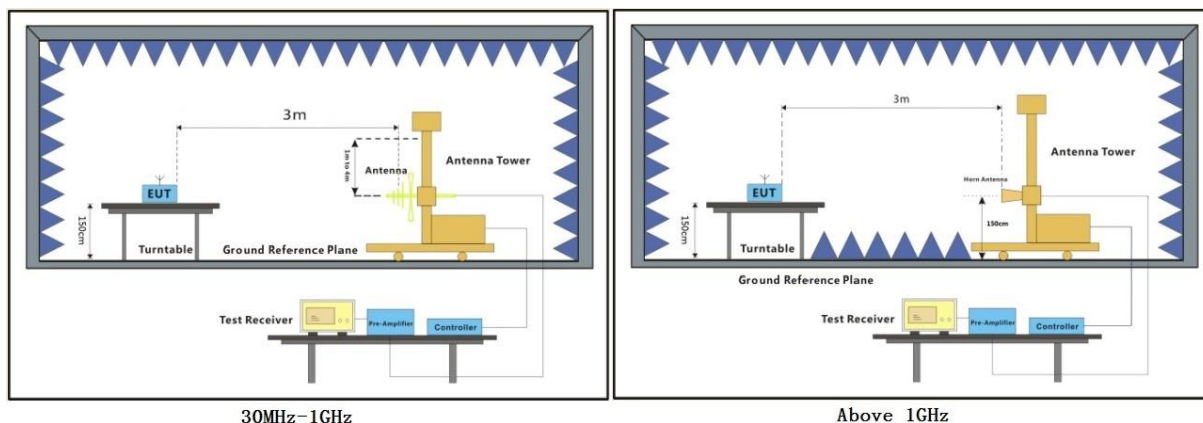 3m
1m to 4m
Antenna
Antenna Tower
EUT
150cm
Turntable
Ground Reference Plane
Test Receiver
Pre-Amplifier
Controller
30MHz-1GHz
3m
Horn Antenna
Antenna Tower
EUT
150cm
150cm
Turntable
Ground Reference Plane
Test Receiver
Pre-Amplifier
Controller
Above 1GHz